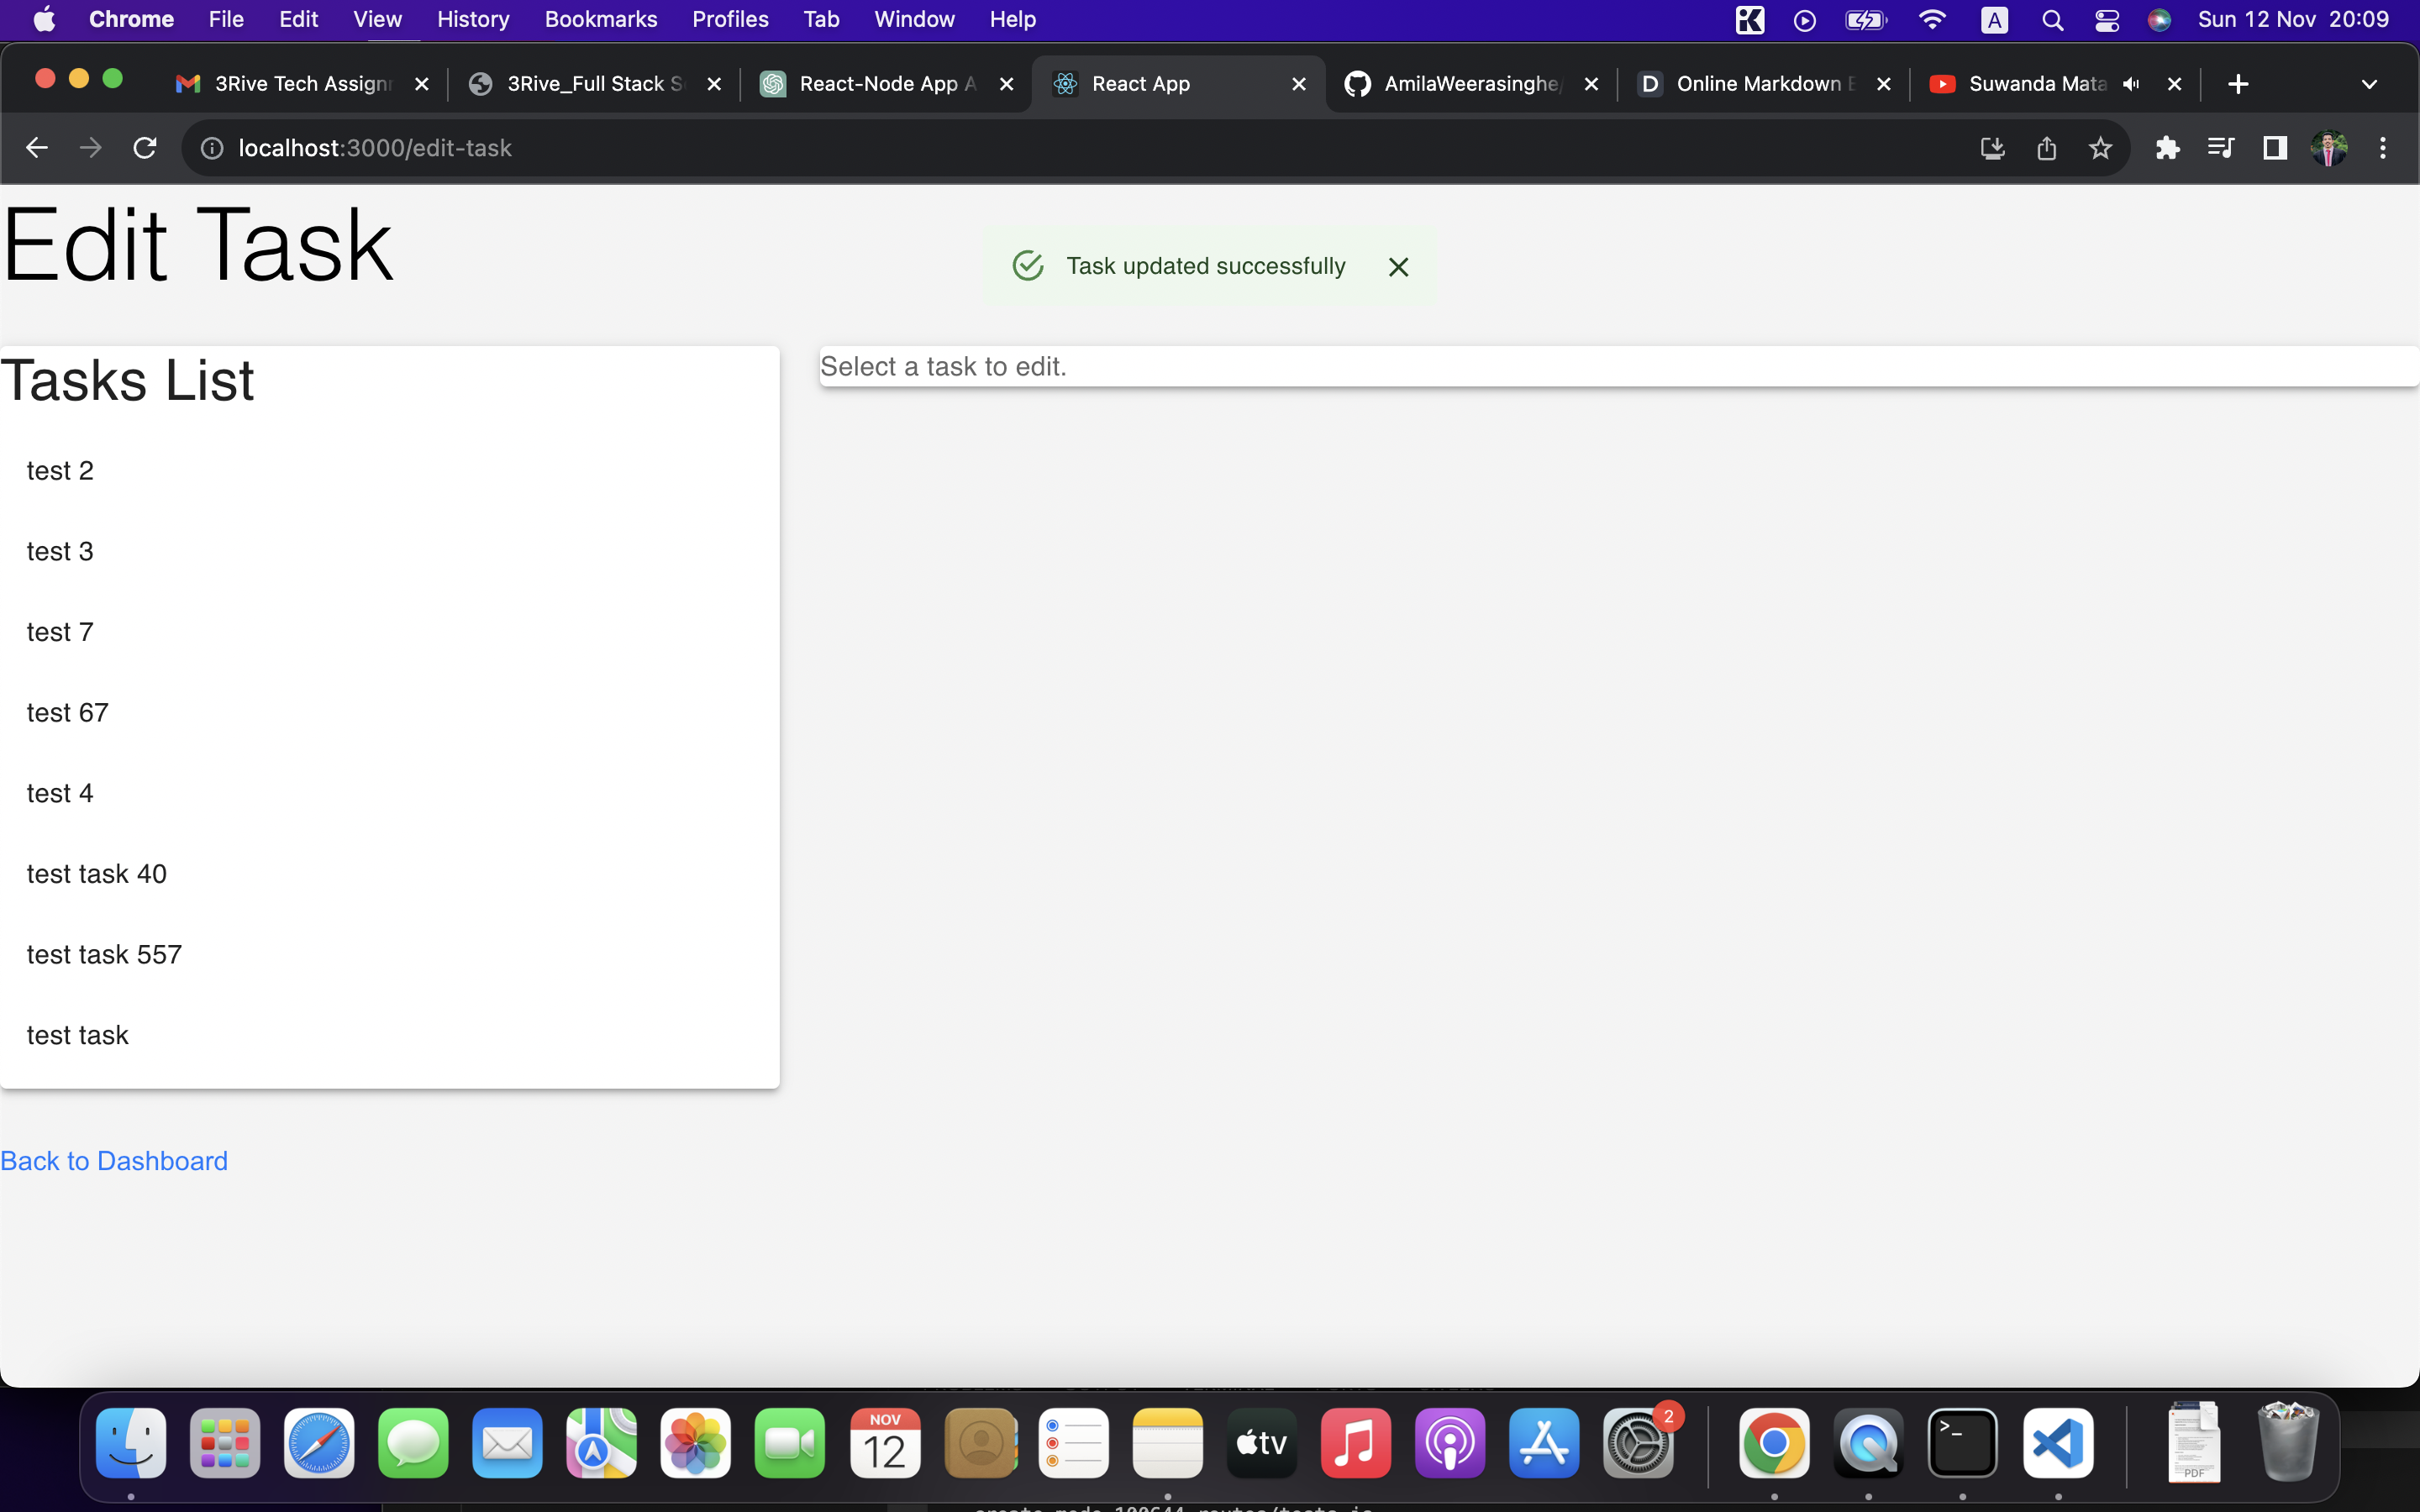 Chrome File Edit View History Bookmarks Profiles Tab Window Help A Sun 12 Nov 20:09
3Rive Tech Assignr 3Rive_Full Stack S React-Node App A React App AmilaWeerasinghe/ D Online Markdown E Suwanda Mata
localhost:3000/edit-task
Edit Task
Task updated successfully
Tasks List
Select a task to edit.
test 2
test 3
test 7
test 67
test 4
test task 40
test task 557
test task
Back to Dashboard
NOV
12
tv
2
>_
PDF